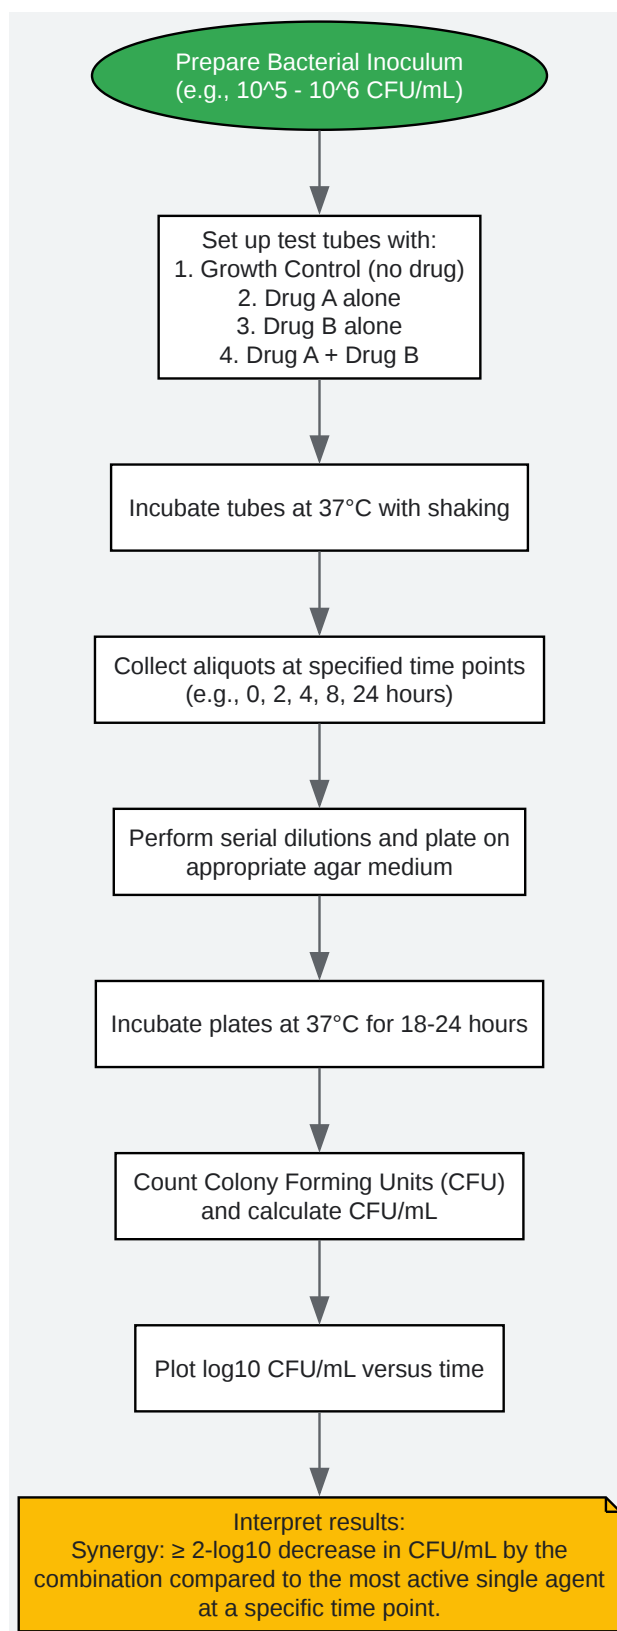 Prepare Bacterial Inoculum
(e.g., 10^5 - 10^6 CFU/mL)
Set up test tubes with:
1. Growth Control (no drug)
2. Drug A alone
3. Drug B alone
4. Drug A + Drug B
Incubate tubes at 37°C with shaking
Collect aliquots at specified time points
(e.g., 0, 2, 4, 8, 24 hours)
Perform serial dilutions and plate on
appropriate agar medium
Incubate plates at 37°C for 18-24 hours
Count Colony Forming Units (CFU)
and calculate CFU/mL
Plot log10 CFU/mL versus time
Interpret results:
Synergy: ≥ 2-log10 decrease in CFU/mL by the
combination compared to the most active single agent
at a specific time point.